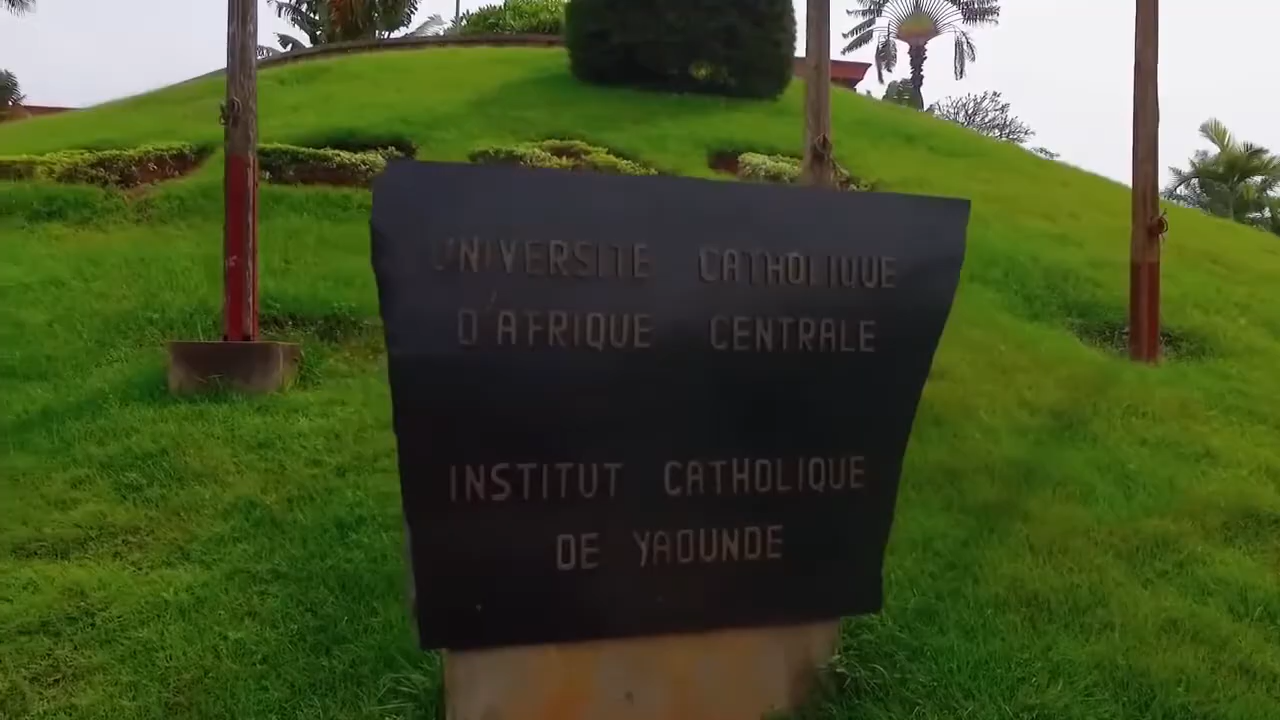 UNIVERSITE CATHOLIQUE
D'AFRIQUE CENTRALE
INSTITUT CATHOLIQUE
DE YAOUNDE